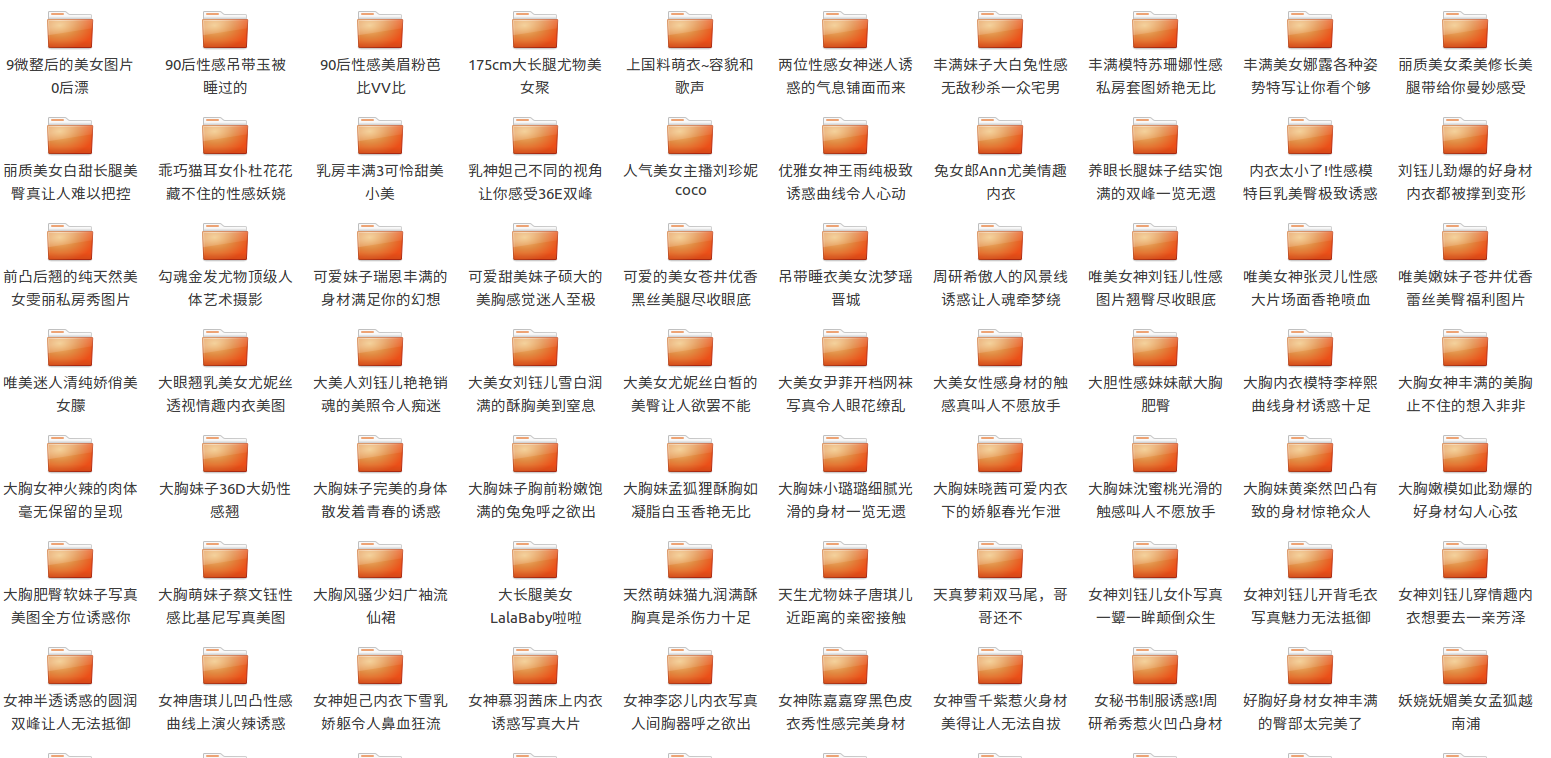 9微整后的美女图片
0后漂
90后性感吊带玉被
睡过的
90后性感美眉粉芭
比VV比
175cm大长腿尤物美
女聚
上国料萌衣~容貌和
歌声
两位性感女神迷人诱
惑的气息铺面而来
丰满妹子大白兔性感
无敌秒杀一众宅男
丰满模特苏珊娜性感
私房套图娇艳无比
丰满美女娜露各种姿
势特写让你看个够
丽质美女柔美修长美
腿带给你曼妙感受
丽质美女白甜长腿美
臀真让人难以把控
乖巧猫耳女仆杜花花
藏不住的性感妖娆
乳房丰满3可怜甜美
小美
乳神妲己不同的视角
让你感受36E双峰
人气美女主播刘珍妮
coco
优雅女神王雨纯极致
诱惑曲线令人心动
兔女郎Ann尤美情趣
内衣
养眼长腿妹子结实饱
满的双峰一览无遗
内衣太小了!性感模
特巨乳美臀极致诱惑
刘钰儿劲爆的好身材
内衣都被撑到变形
前凸后翘的纯天然美
女雯丽私房秀图片
勾魂金发尤物顶级人
体艺术摄影
可爱妹子瑞恩丰满的
身材满足你的幻想
可爱甜美妹子硕大的
美胸感觉迷人至极
可爱的美女苍井优香
黑丝美腿尽收眼底
吊带睡衣美女沈梦瑶
晋城
周研希傲人的风景线
诱惑让人魂牵梦绕
唯美女神刘钰儿性感
图片翘臀尽收眼底
唯美女神张灵儿性感
大片场面香艳喷血
唯美嫩妹子苍井优香
蕾丝美臀福利图片
唯美迷人清纯娇俏美
女朦
大眼翘乳美女尤妮丝
透视情趣内衣美图
大美人刘钰儿艳艳销
魂的美照令人痴迷
大美女刘钰儿雪白润
满的酥胸美到窒息
大美女尤妮丝白皙的
美臀让人欲罢不能
大美女尹菲开档网袜
写真令人眼花缭乱
大美女性感身材的触
感真叫人不愿放手
大胆性感妹妹献大胸
肥臀
大胸内衣模特李梓熙
曲线身材诱惑十足
大胸女神丰满的美胸
止不住的想入非非
大胸女神火辣的肉体
毫无保留的呈现
大胸妹子36D大奶性
感翘
大胸妹子完美的身体
散发着青春的诱惑
大胸妹子胸前粉嫩饱
满的兔兔呼之欲出
大胸妹孟狐狸酥胸如
凝脂白玉香艳无比
大胸妹小璐璐细腻光
滑的身材一览无遗
大胸妹晓茜可爱内衣
下的娇躯春光乍泄
大胸妹沈蜜桃光滑的
触感叫人不愿放手
大胸妹黄楽然凹凸有
致的身材惊艳众人
大胸嫩模如此劲爆的
好身材勾人心弦
大胸肥臀软妹子写真
美图全方位诱惑你
大胸萌妹子蔡文钰性
感比基尼写真美图
大胸风骚少妇广袖流
仙裙
大长腿美女
LalaBaby啦啦
天然萌妹猫九润满酥
胸真是杀伤力十足
天生尤物妹子唐琪儿
近距离的亲密接触
天真萝莉双马尾，哥
哥还不
女神刘钰儿女仆写真
一颦一眸颠倒众生
女神刘钰儿开背毛衣
写真魅力无法抵御
女神刘钰儿穿情趣内
衣想要去一亲芳泽
女神半透诱惑的圆润
双峰让人无法抵御
女神唐琪儿凹凸性感
曲线上演火辣诱惑
女神妲己内衣下雪乳
娇躯令人鼻血狂流
女神慕羽茜床上内衣
诱惑写真大片
女神李宓儿内衣写真
人间胸器呼之欲出
女神陈嘉嘉穿黑色皮
衣秀性感完美身材
女神雪千紫惹火身材
美得让人无法自拔
女秘书制服诱惑!周
研希秀惹火凹凸身材
好胸好身材女神丰满
的臀部太完美了
妖娆妩媚美女孟狐越
南浦